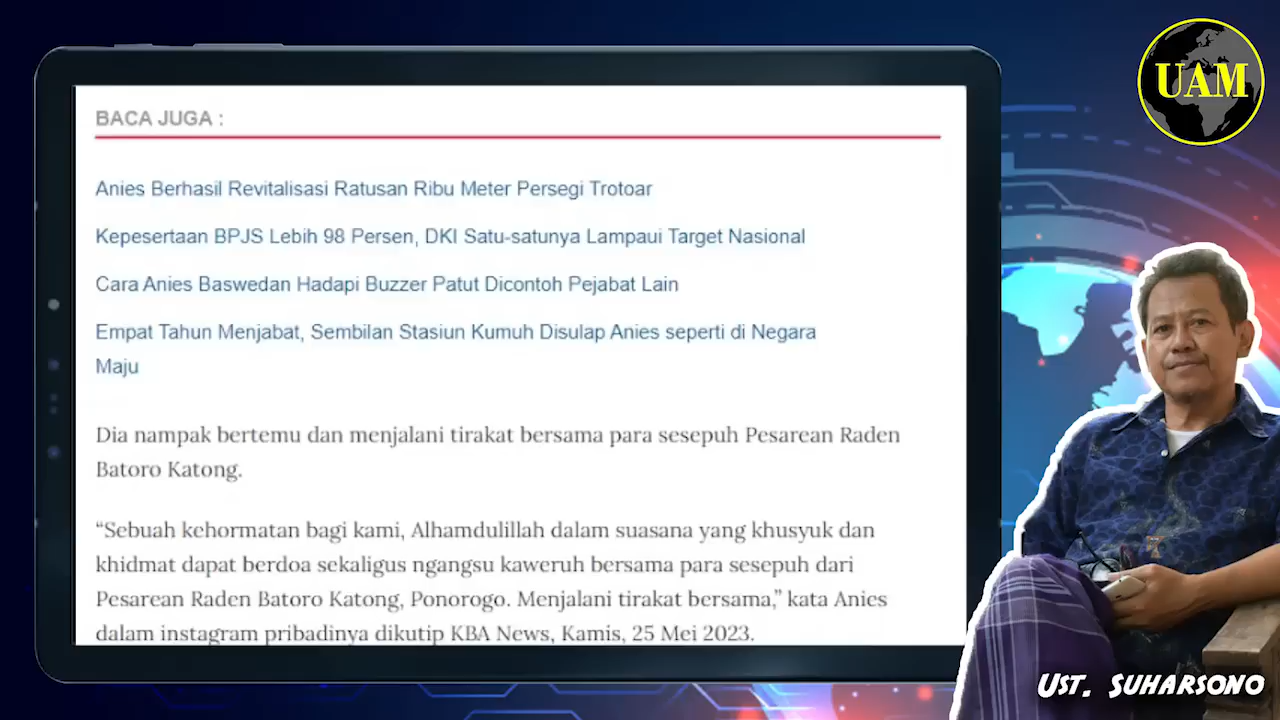 BACA JUGA :
Anies Berhasil Revitalisasi Ratusan Ribu Meter Persegi Trotoar
Kepesertaan BPJS Lebih 98 Persen, DKI Satu-satunya Lampaui Target Nasional
Cara Anies Baswedan Hadapi Buzzer Patut Dicontoh Pejabat Lain
Empat Tahun Menjabat, Sembilan Stasiun Kumuh Disulap Anies seperti di Negara
Maju
Dia nampak bertemu dan menjalani tirakat bersama para sesepuh Pesarean Raden
Batoro Katong.
“Sebuah kehormatan bagi kami, Alhamdulillah dalam suasana yang khusyuk dan
khidmat dapat berdoa sekaligus ngangsu kaweruh bersama para sesepuh dari
Pesarean Raden Batoro Katong, Ponorogo. Menjalani tirakat bersama,” kata Anies
dalam instagram pribadinya dikutip KBA News, Kamis, 25 Mei 2023.
UAM
Ust. Suharsono